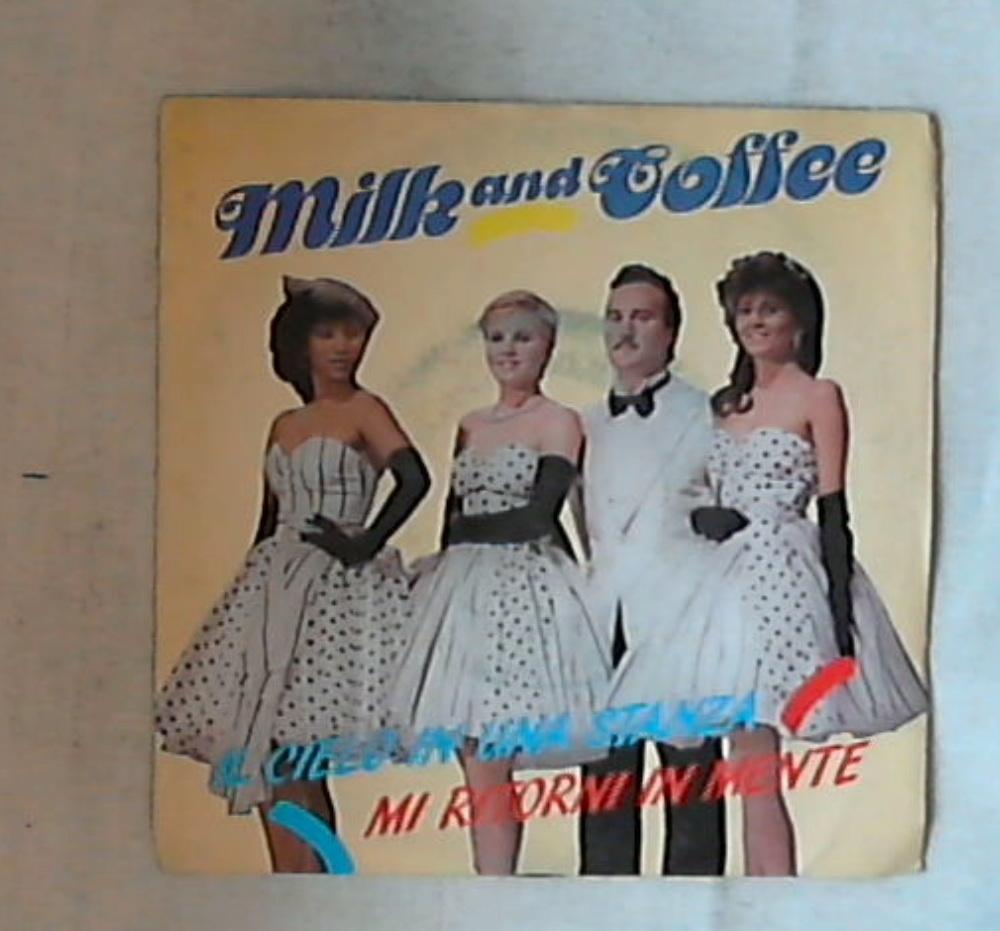 Milk and Coffee
IL CIELO IN UNA STANZA
MI RITORNI IN MENTE